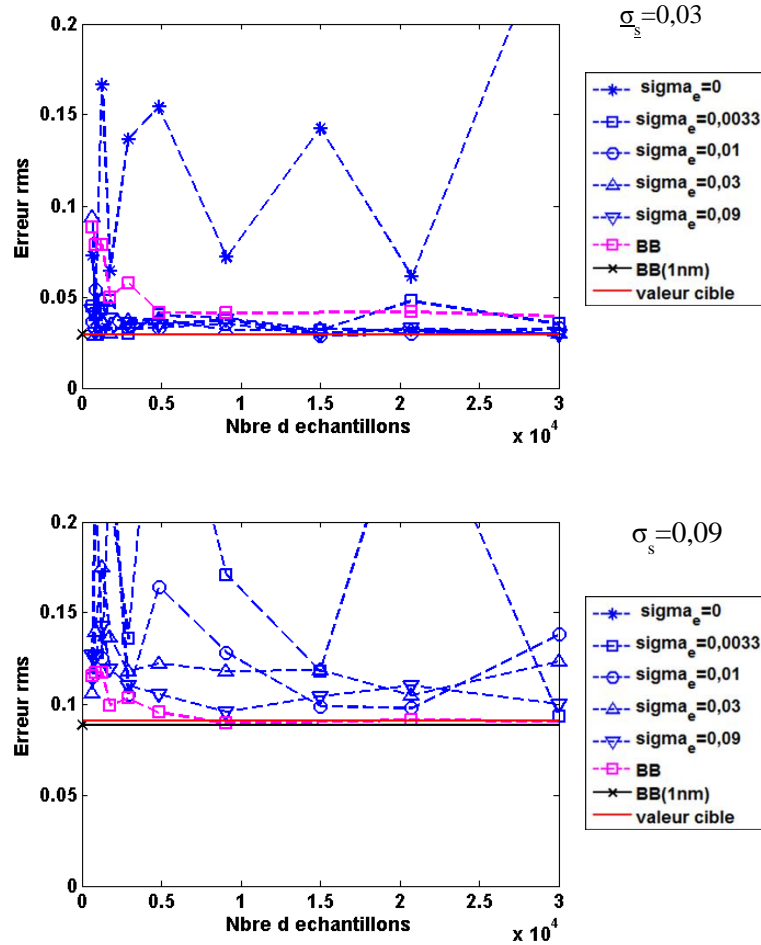 σₛ=0,03
0.2
0.15
0.1
0.05
0
Erreur rms
0 0.5 1 1.5 2 2.5 3
x 10⁴
Nbre d echantillons
sigmaₑ=0
sigmaₑ=0,0033
sigmaₑ=0,01
sigmaₑ=0,03
sigmaₑ=0,09
BB
BB(1nm)
valeur cible
σₛ=0,09
0.2
0.15
0.1
0.05
0
Erreur rms
0 0.5 1 1.5 2 2.5 3
x 10⁴
Nbre d echantillons
sigmaₑ=0
sigmaₑ=0,0033
sigmaₑ=0,01
sigmaₑ=0,03
sigmaₑ=0,09
BB
BB(1nm)
valeur cible